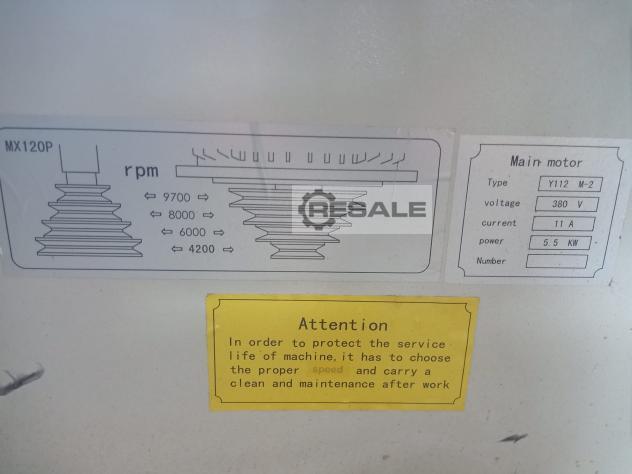 MX120P
rpm
⇦ 9700 ⇨
⇦ 8000 ⇨
⇦ 6000 ⇨
⇦ 4200 ⇨
RESALE
Main motor
Type Y112 M-2
voltage 380 V
current 11 A
power 5.5 KW
Number
Attention
In order to protect the service
life of machine,it has to choose
the proper speed and carry a
clean and maintenance after work